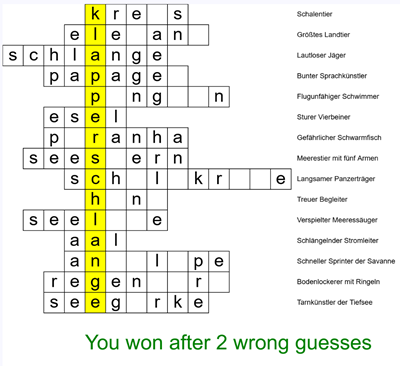 k r e s Schalentier
e l e a n Größtes Landtier
s c h l a n g e Lautloser Jäger
p a p a g e Bunter Sprachkünstler
p n g n Flugunfähiger Schwimmer
e s e l Sturer Vierbeiner
p r a n h a Gefährlicher Schwarmfisch
s e e s e r n Meerestier mit fünf Armen
s c h l k r e Langsamer Panzerträger
h n Treuer Begleiter
s e e l e Verspielter Meeressäuger
a a l Schlängelnder Stromleiter
a n l p e Schneller Sprinter der Savanne
r e g e n r Bodenlockerer mit Ringeln
s e e g r k e Tarnkünstler der Tiefsee
You won after 2 wrong guesses